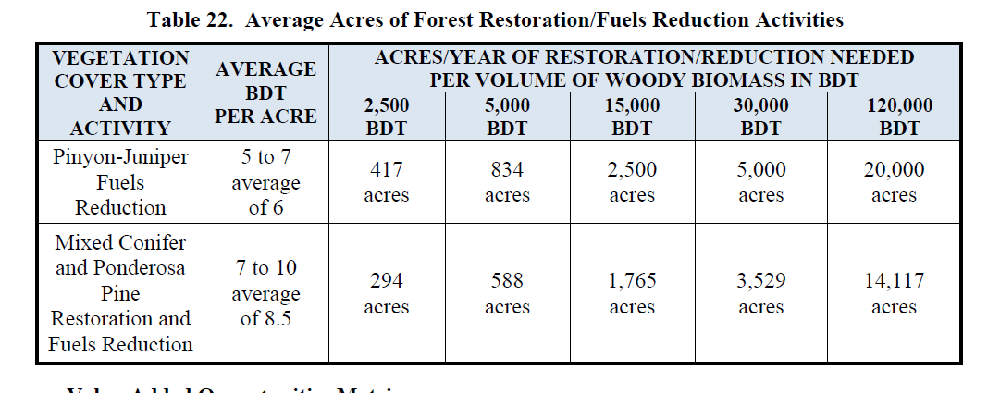 Table 22. Average Acres of Forest Restoration/Fuels Reduction Activities
VEGETATION
COVER TYPE
AND
ACTIVITY
AVERAGE
BDT
PER ACRE
ACRES/YEAR OF RESTORATION/REDUCTION NEEDED
PER VOLUME OF WOODY BIOMASS IN BDT
2,500
BDT
5,000
BDT
15,000
BDT
30,000
BDT
120,000
BDT
Pinyon-Juniper
Fuels
Reduction
5 to 7
average
of 6
417
acres
834
acres
2,500
acres
5,000
acres
20,000
acres
Mixed Conifer
and Ponderosa
Pine
Restoration and
Fuels Reduction
7 to 10
average
of 8.5
294
acres
588
acres
1,765
acres
3,529
acres
14,117
acres